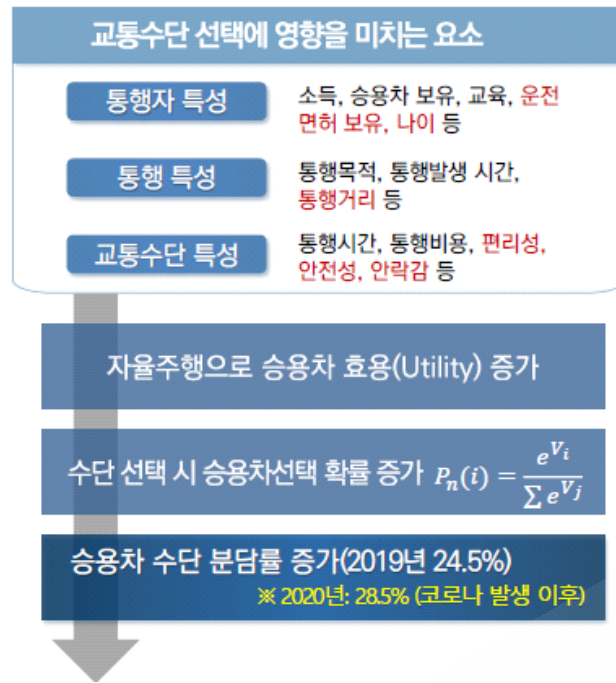 교통수단 선택에 영향을 미치는 요소
통행자 특성
소득, 승용차 보유, 교육, 운전
면허 보유, 나이 등
통행 특성
통행목적, 통행발생 시간,
통행거리 등
교통수단 특성
통행시간, 통행비용, 편리성,
안전성, 안락감 등
자율주행으로 승용차 효용(Utility) 증가
수단 선택 시 승용차선택 확률 증가 $P_n(i) = \frac{e^{V_i}}{\sum e^{V_j}}$
승용차 수단 분담률 증가(2019년 24.5%)
※ 2020년: 28.5% (코로나 발생 이후)